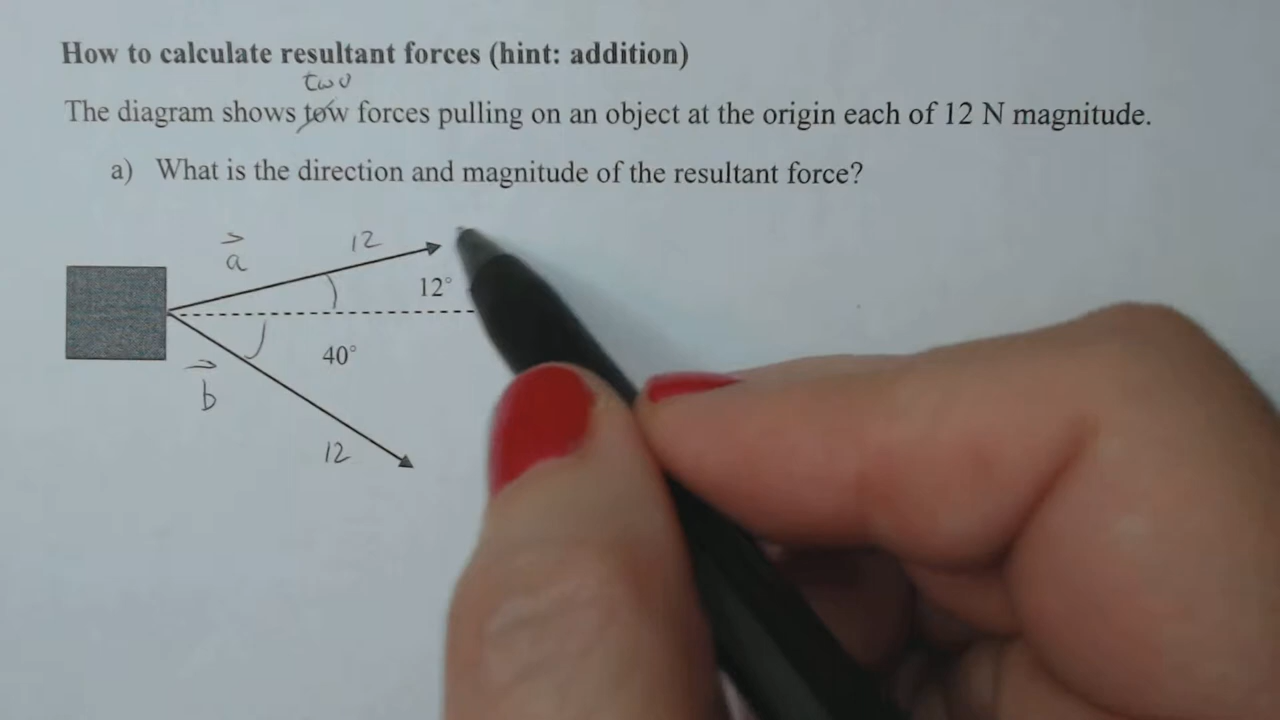 How to calculate resultant forces (hint: addition)
two
The diagram shows tow forces pulling on an object at the origin each of 12 N magnitude.
a) What is the direction and magnitude of the resultant force?
a 12
12°
40°
b
12